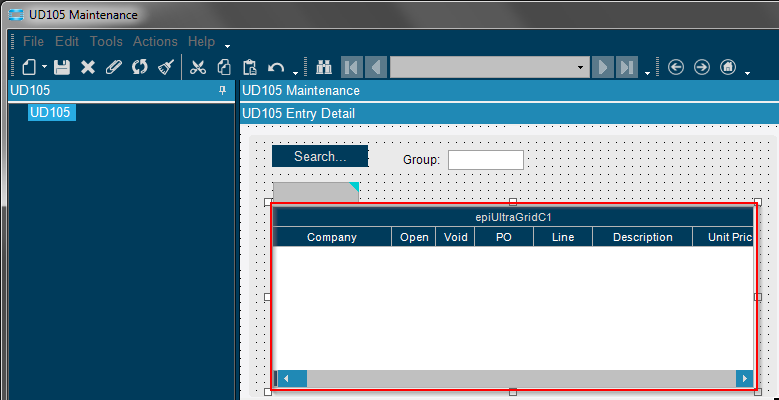 UD105 Maintenance
File Edit Tools Actions Help
UD105
UD105
UD105 Maintenance
UD105 Entry Detail
Search...
Group:
epiUltraGridC1
Company Open Void PO Line Description Unit Pric